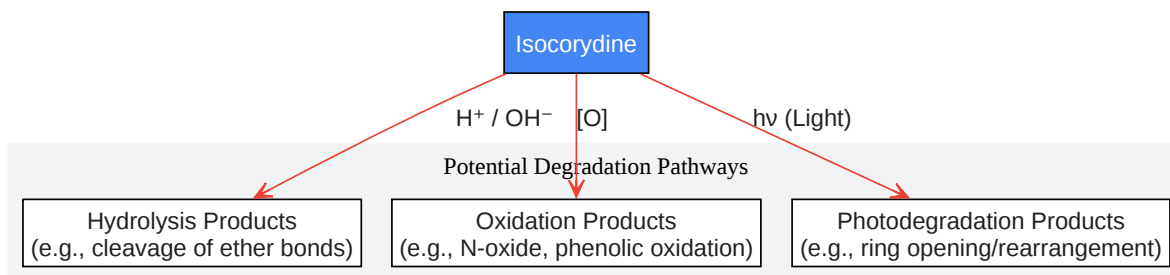 Isocorydine
H⁺ / OH⁻
[O]
hν (Light)
Potential Degradation Pathways
Hydrolysis Products
(e.g., cleavage of ether bonds)
Oxidation Products
(e.g., N-oxide, phenolic oxidation)
Photodegradation Products
(e.g., ring opening/rearrangement)